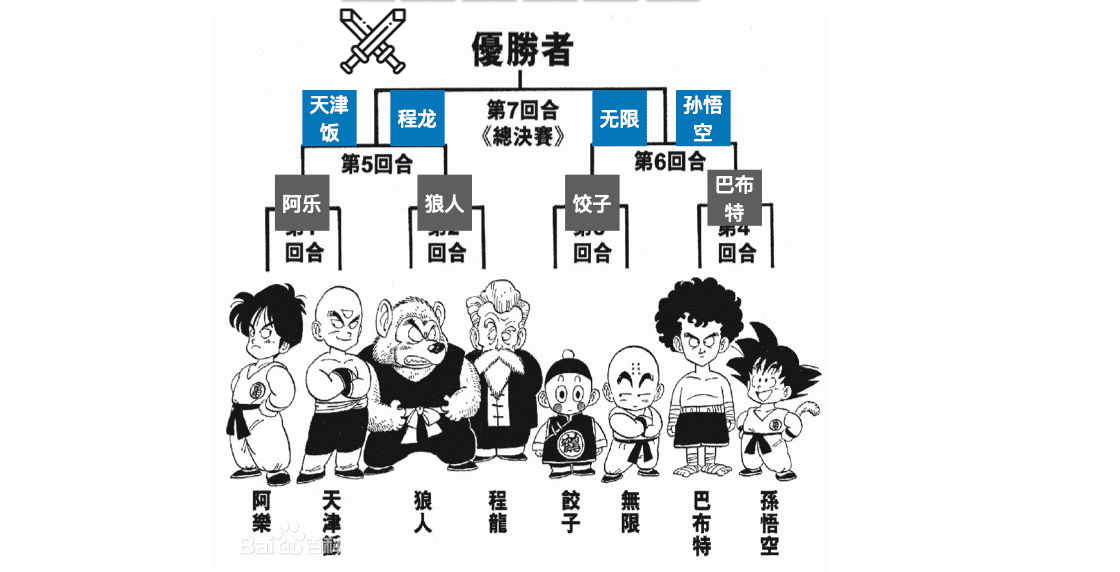 優勝者
天津
饭
程龙
第7回合
《總決賽》
无限
孙悟
空
第5回合
第6回合
阿乐
狼人
饺子
巴布
特
回合
回合
回合
第4
回合
阿樂
天津飯
狼人
程龍
餃子
無限
巴布特
孫悟空
Bai
百科